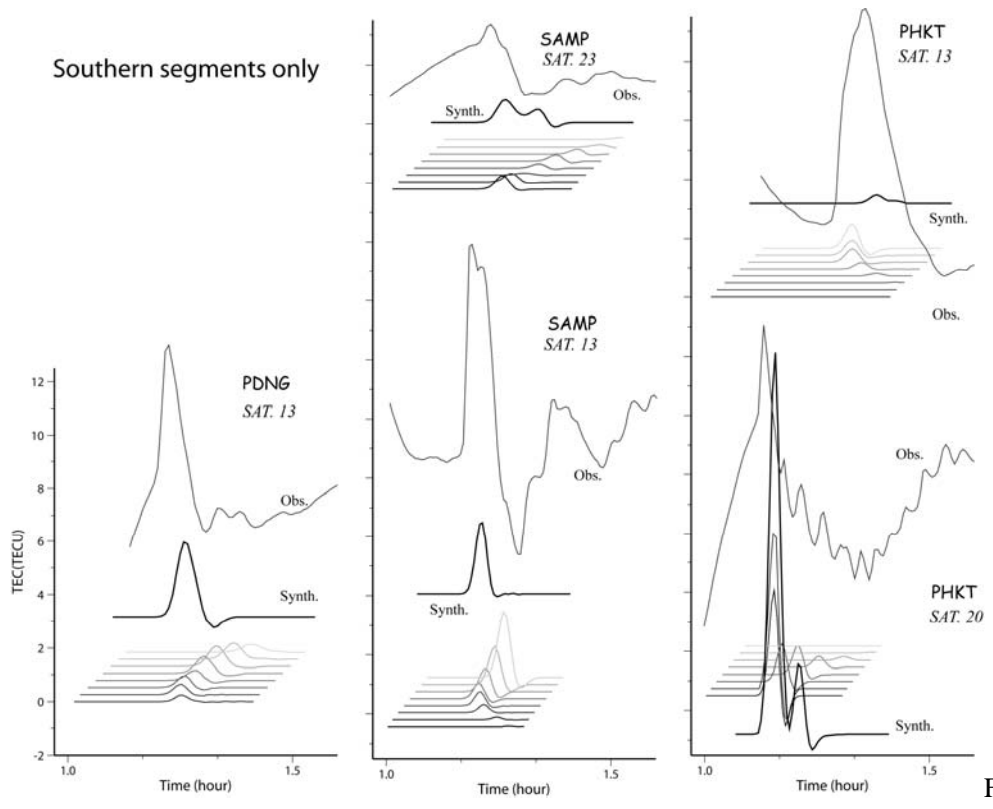 Southern segments only
SAMP
SAT. 23
Obs.
Synth.
PHKT
SAT. 13
Synth.
Obs.
SAMP
SAT. 13
Obs.
Synth.
PDNG
SAT. 13
Obs.
Synth.
Obs.
PHKT
SAT. 20
Synth.
TEC(TECU)
12
10
8
6
4
2
0
-2
1.0
1.5
Time (hour)
1.0
1.5
Time (hour)
1.0
1.5
Time (hour)